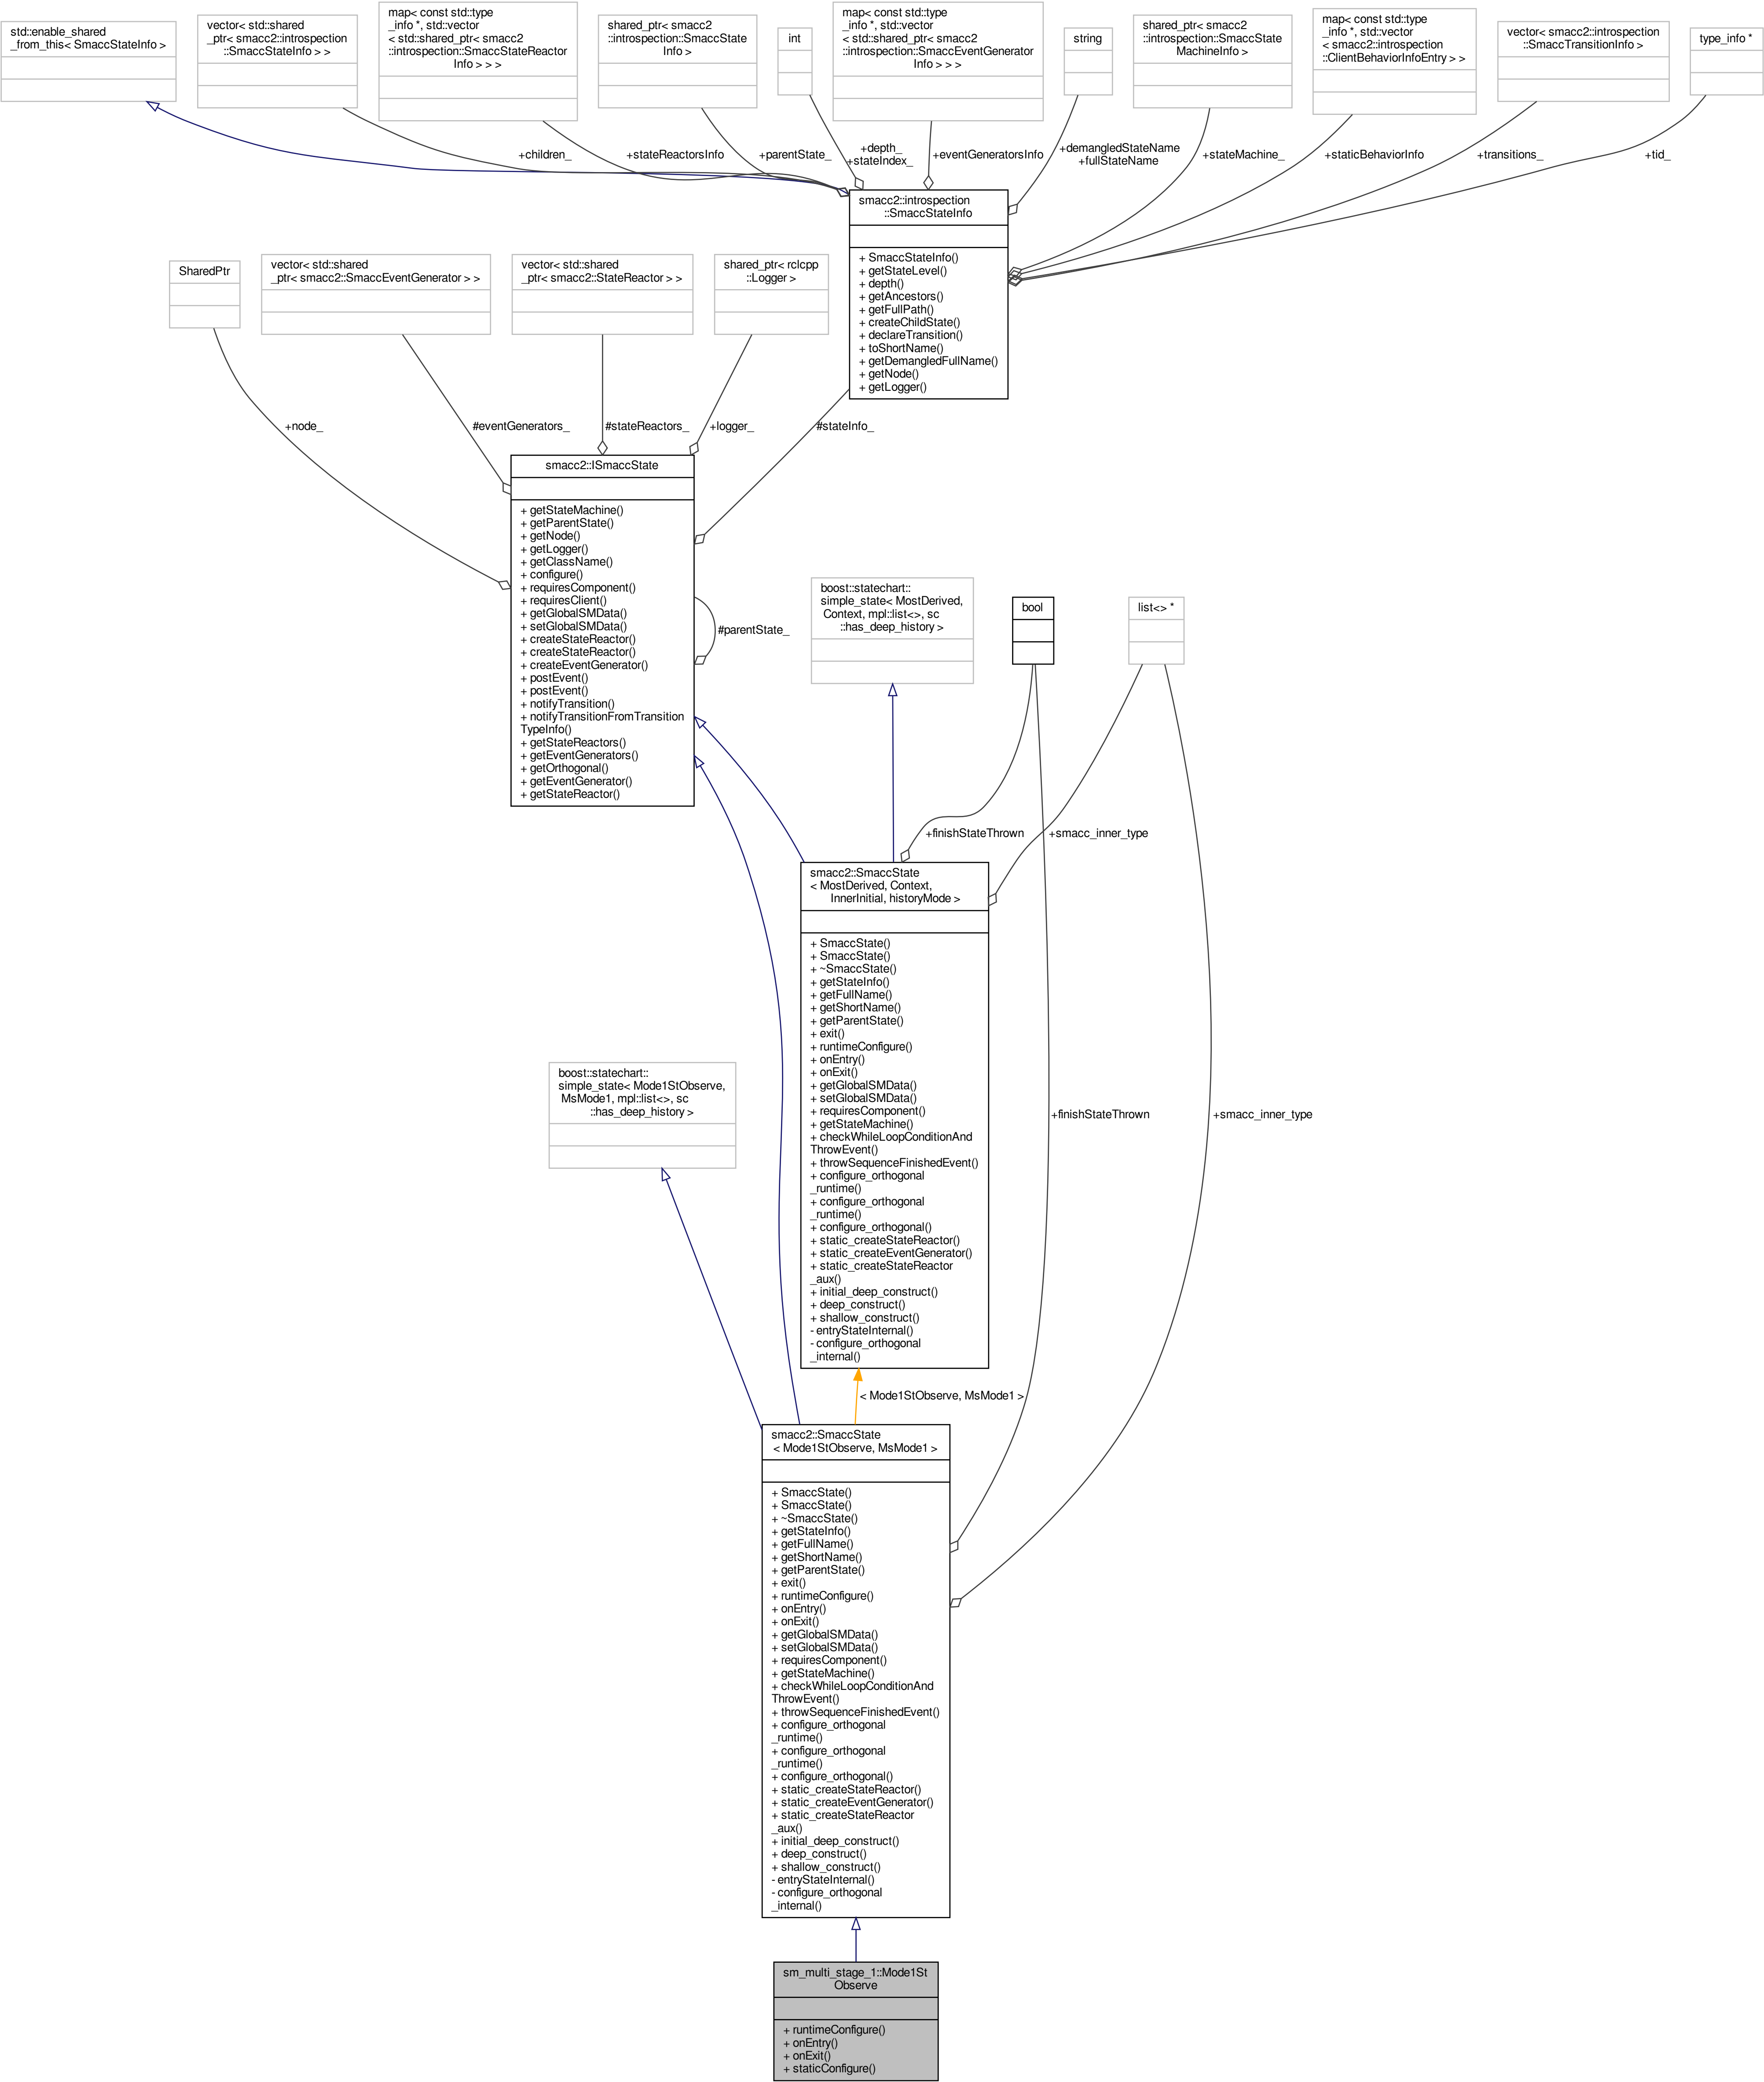 std::enable_shared
_from_this< SmaccStateInfo >
vector< std::shared
_ptr< smacc2::introspection
::SmaccStateInfo > >
map< const std::type
_info *, std::vector
< std::shared_ptr< smacc2
::introspection::SmaccStateReactor
Info > > >
shared_ptr< smacc2
::introspection::SmaccState
Info >
int
map< const std::type
_info *, std::vector
< std::shared_ptr< smacc2
::introspection::SmaccEventGenerator
Info > > >
string
shared_ptr< smacc2
::introspection::SmaccState
MachineInfo >
map< const std::type
_info *, std::vector
< smacc2::introspection
::ClientBehaviorInfoEntry > >
vector< smacc2::introspection
::SmaccTransitionInfo >
type_info *
+children_
+stateReactorsInfo
+parentState_
+depth_
+stateIndex_
+eventGeneratorsInfo
+demangledStateName
+fullStateName
+stateMachine_
+staticBehaviorInfo
+transitions_
+tid_
smacc2::introspection
::SmaccStateInfo
+ SmaccStateInfo()
+ getStateLevel()
+ depth()
+ getAncestors()
+ getFullPath()
+ createChildState()
+ declareTransition()
+ toShortName()
+ getDemangledFullName()
+ getNode()
+ getLogger()
SharedPtr
vector< std::shared
_ptr< smacc2::SmaccEventGenerator > >
vector< std::shared
_ptr< smacc2::StateReactor > >
shared_ptr< rclcpp
::Logger >
+node_
#eventGenerators_
#stateReactors_
+logger_
#stateInfo_
smacc2::ISmaccState
+ getStateMachine()
+ getParentState()
+ getNode()
+ getLogger()
+ getClassName()
+ configure()
+ requiresComponent()
+ requiresClient()
+ getGlobalSMData()
+ setGlobalSMData()
+ createStateReactor()
+ createStateReactor()
+ createEventGenerator()
+ postEvent()
+ postEvent()
+ notifyTransition()
+ notifyTransitionFromTransition
TypeInfo()
+ getStateReactors()
+ getEventGenerators()
+ getOrthogonal()
+ getEventGenerator()
+ getStateReactor()
#parentState_
boost::statechart::
simple_state< MostDerived,
Context, mpl::list<>, sc
::has_deep_history >
bool
list<> *
+finishStateThrown
+smacc_inner_type
smacc2::SmaccState
< MostDerived, Context,
InnerInitial, historyMode >
+ SmaccState()
+ SmaccState()
+ ~SmaccState()
+ getStateInfo()
+ getFullName()
+ getShortName()
+ getParentState()
+ exit()
+ runtimeConfigure()
+ onEntry()
+ onExit()
+ getGlobalSMData()
+ setGlobalSMData()
+ requiresComponent()
+ getStateMachine()
+ checkWhileLoopConditionAnd
ThrowEvent()
+ throwSequenceFinishedEvent()
+ configure_orthogonal
_runtime()
+ configure_orthogonal
_runtime()
+ configure_orthogonal()
+ static_createStateReactor()
+ static_createEventGenerator()
+ static_createStateReactor
_aux()
+ initial_deep_construct()
+ deep_construct()
+ shallow_construct()
- entryStateInternal()
- configure_orthogonal
_internal()
boost::statechart::
simple_state< Mode1StObserve,
MsMode1, mpl::list<>, sc
::has_deep_history >
+finishStateThrown
+smacc_inner_type
< Mode1StObserve, MsMode1 >
smacc2::SmaccState
< Mode1StObserve, MsMode1 >
+ SmaccState()
+ SmaccState()
+ ~SmaccState()
+ getStateInfo()
+ getFullName()
+ getShortName()
+ getParentState()
+ exit()
+ runtimeConfigure()
+ onEntry()
+ onExit()
+ getGlobalSMData()
+ setGlobalSMData()
+ requiresComponent()
+ getStateMachine()
+ checkWhileLoopConditionAnd
ThrowEvent()
+ throwSequenceFinishedEvent()
+ configure_orthogonal
_runtime()
+ configure_orthogonal
_runtime()
+ configure_orthogonal()
+ static_createStateReactor()
+ static_createEventGenerator()
+ static_createStateReactor
_aux()
+ initial_deep_construct()
+ deep_construct()
+ shallow_construct()
- entryStateInternal()
- configure_orthogonal
_internal()
sm_multi_stage_1::Mode1St
Observe
+ runtimeConfigure()
+ onEntry()
+ onExit()
+ staticConfigure()